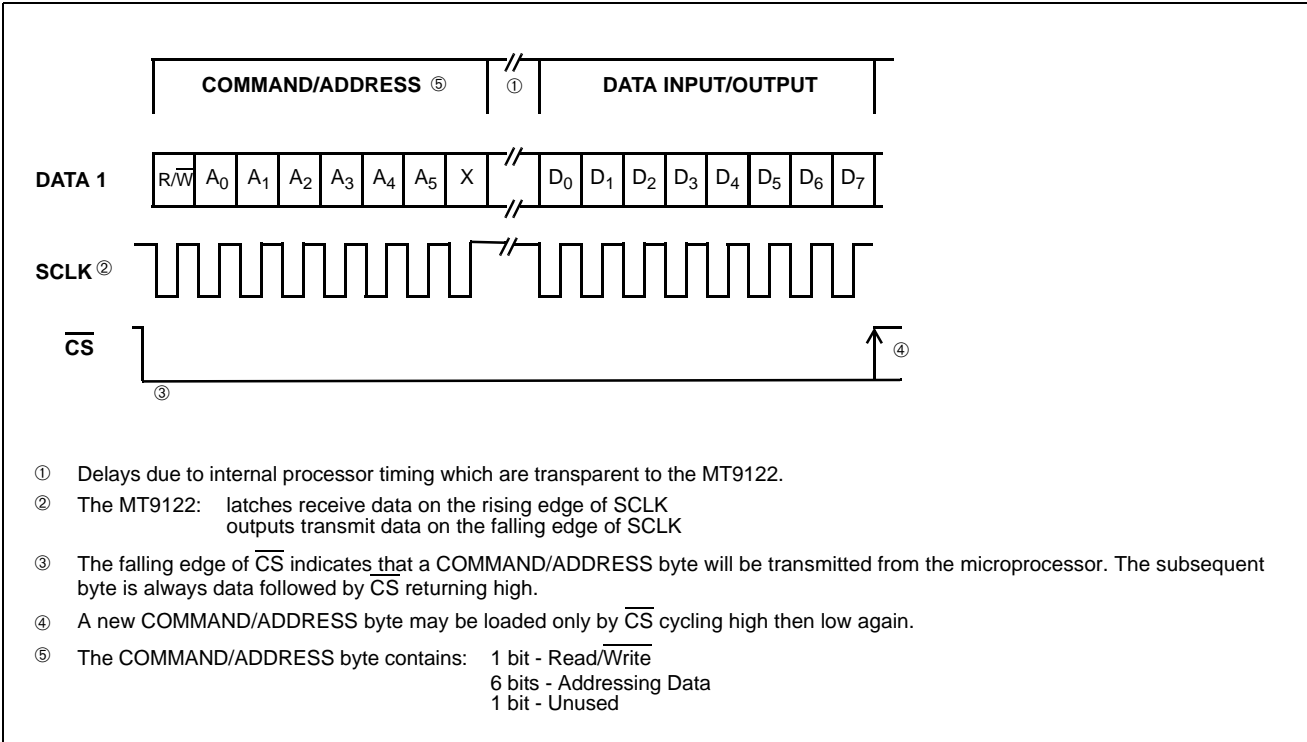 COMMAND/ADDRESS ⑤ ① DATA INPUT/OUTPUT
DATA 1 R/W̅ A0 A1 A2 A3 A4 A5 X D0 D1 D2 D3 D4 D5 D6 D7
SCLK ②
C̅S̅ ④
③
① Delays due to internal processor timing which are transparent to the MT9122.
② The MT9122: latches receive data on the rising edge of SCLK
outputs transmit data on the falling edge of SCLK
③ The falling edge of C̅S̅ indicates that a COMMAND/ADDRESS byte will be transmitted from the microprocessor. The subsequent
byte is always data followed by C̅S̅ returning high.
④ A new COMMAND/ADDRESS byte may be loaded only by C̅S̅ cycling high then low again.
⑤ The COMMAND/ADDRESS byte contains: 1 bit - Read/W̅r̅i̅t̅e̅
6 bits - Addressing Data
1 bit - Unused